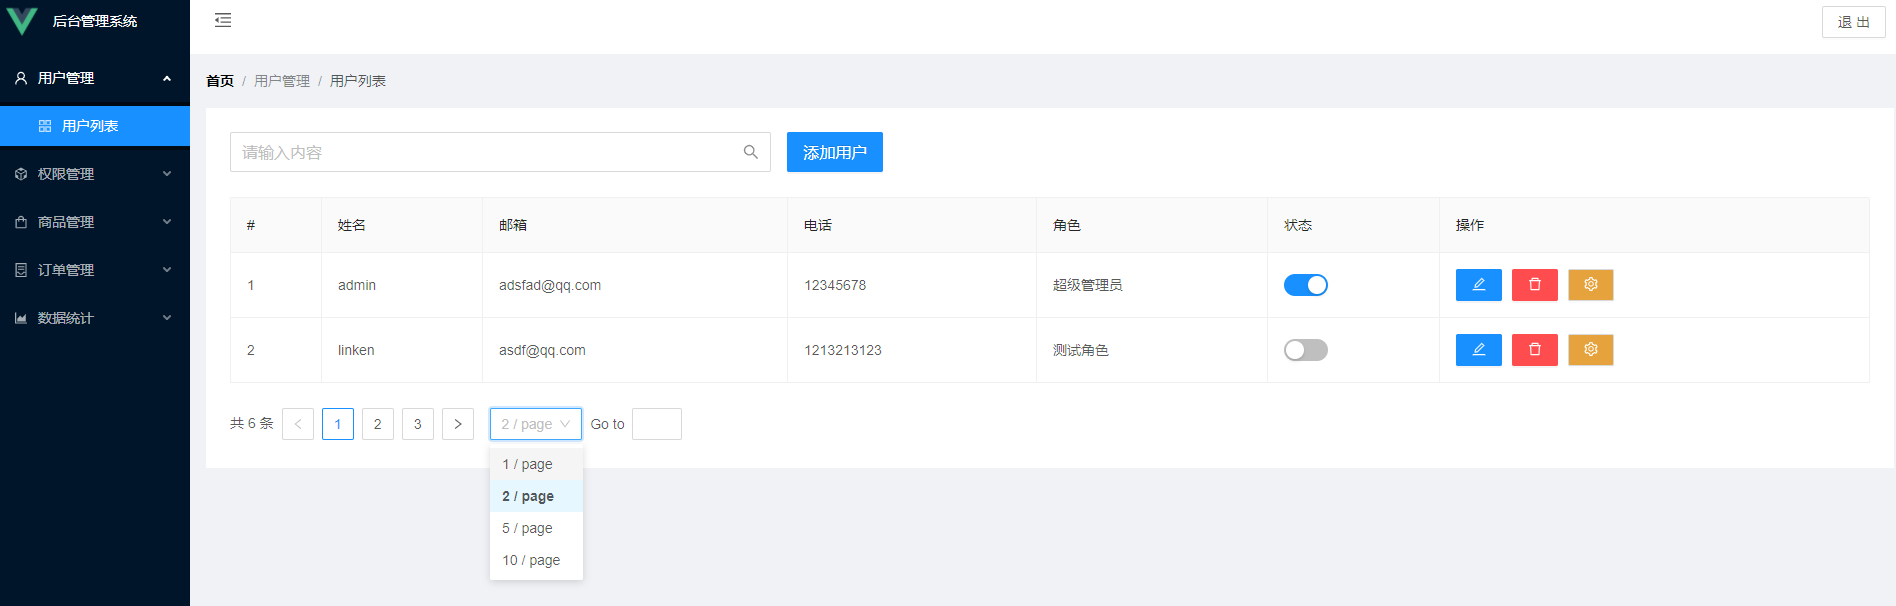 后台管理系统
退 出
用户管理
用户列表
权限管理
商品管理
订单管理
数据统计
首页 / 用户管理 / 用户列表
请输入内容 添加用户
# 姓名 邮箱 电话 角色 状态 操作
1 admin adsfad@qq.com 12345678 超级管理员
2 linken asdf@qq.com 1213213123 测试角色
共 6 条 < 1 2 3 > 2 / page Go to
1 / page
2 / page
5 / page
10 / page